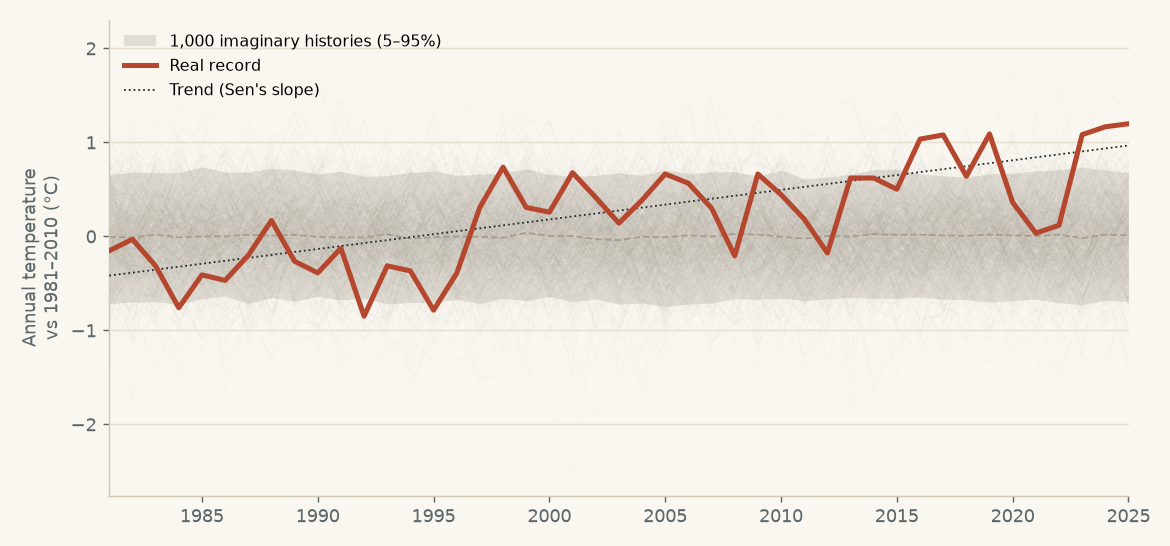 1,000 imaginary histories (5–95%)
Real record
Trend (Sen's slope)
Annual temperature
vs 1981–2010 (°C)
2
1
0
−1
−2
1985 1990 1995 2000 2005 2010 2015 2020 2025